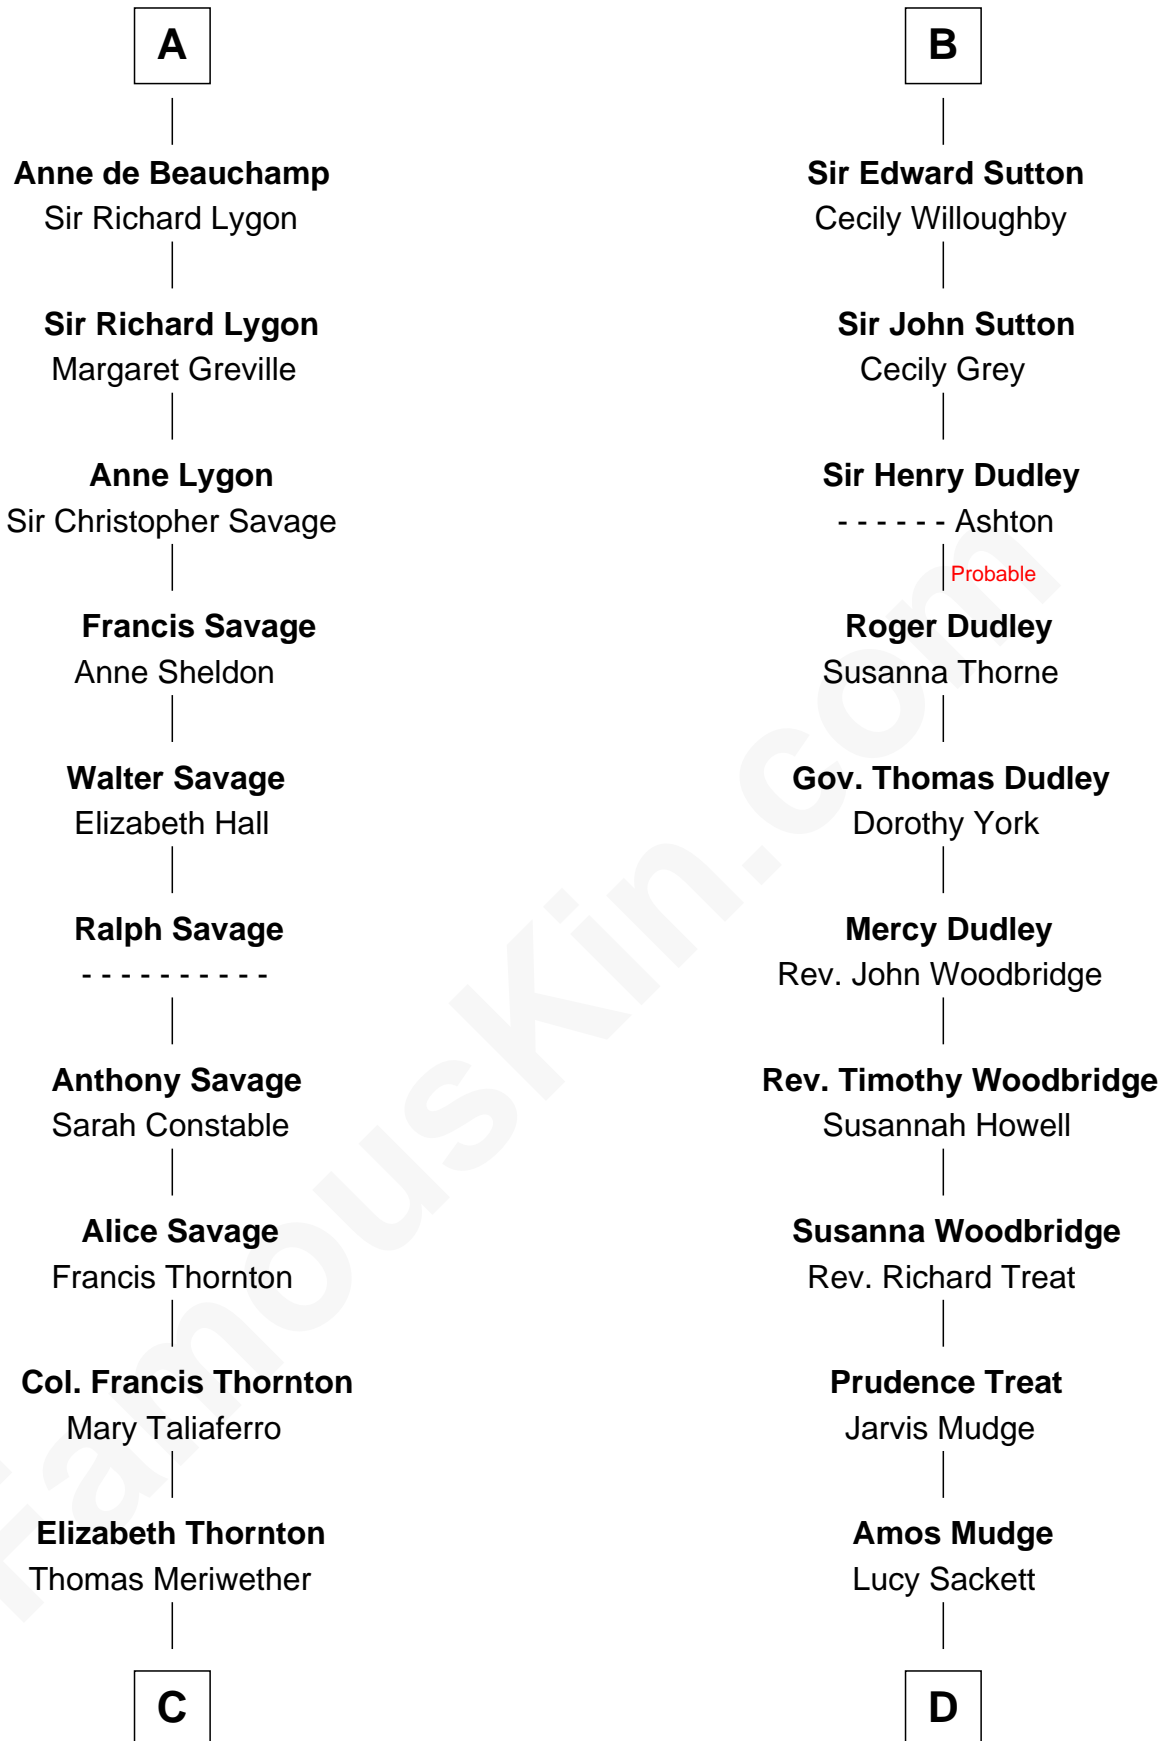 A
Anne de Beauchamp
Sir Richard Lygon
Sir Richard Lygon
Margaret Greville
Anne Lygon
Sir Christopher Savage
Francis Savage
Anne Sheldon
Walter Savage
Elizabeth Hall
Ralph Savage
- - - - - - - - - -
Anthony Savage
Sarah Constable
Alice Savage
Francis Thornton
Col. Francis Thornton
Mary Taliaferro
Elizabeth Thornton
Thomas Meriwether
C
B
Sir Edward Sutton
Cecily Willoughby
Sir John Sutton
Cecily Grey
Sir Henry Dudley
- - - - - - Ashton
Probable
Roger Dudley
Susanna Thorne
Gov. Thomas Dudley
Dorothy York
Mercy Dudley
Rev. John Woodbridge
Rev. Timothy Woodbridge
Susannah Howell
Susanna Woodbridge
Rev. Richard Treat
Prudence Treat
Jarvis Mudge
Amos Mudge
Lucy Sackett
D
FamousKin.com